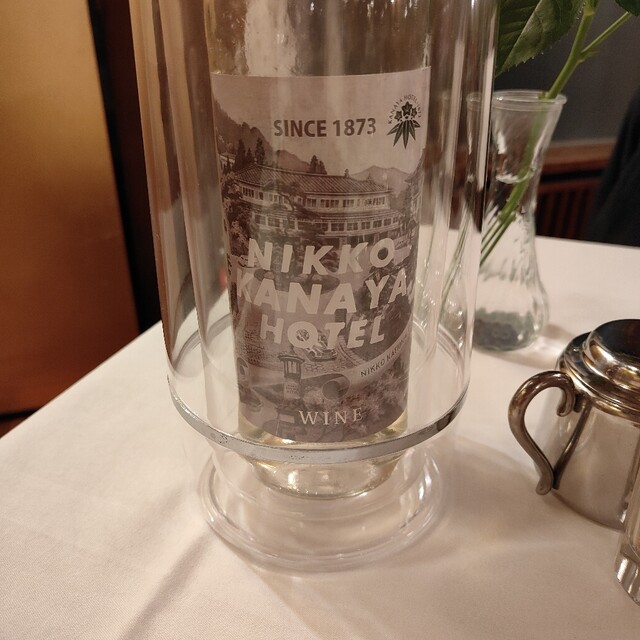 SINCE 1873
NIKKO
KANAYA
HOTEL
WINE